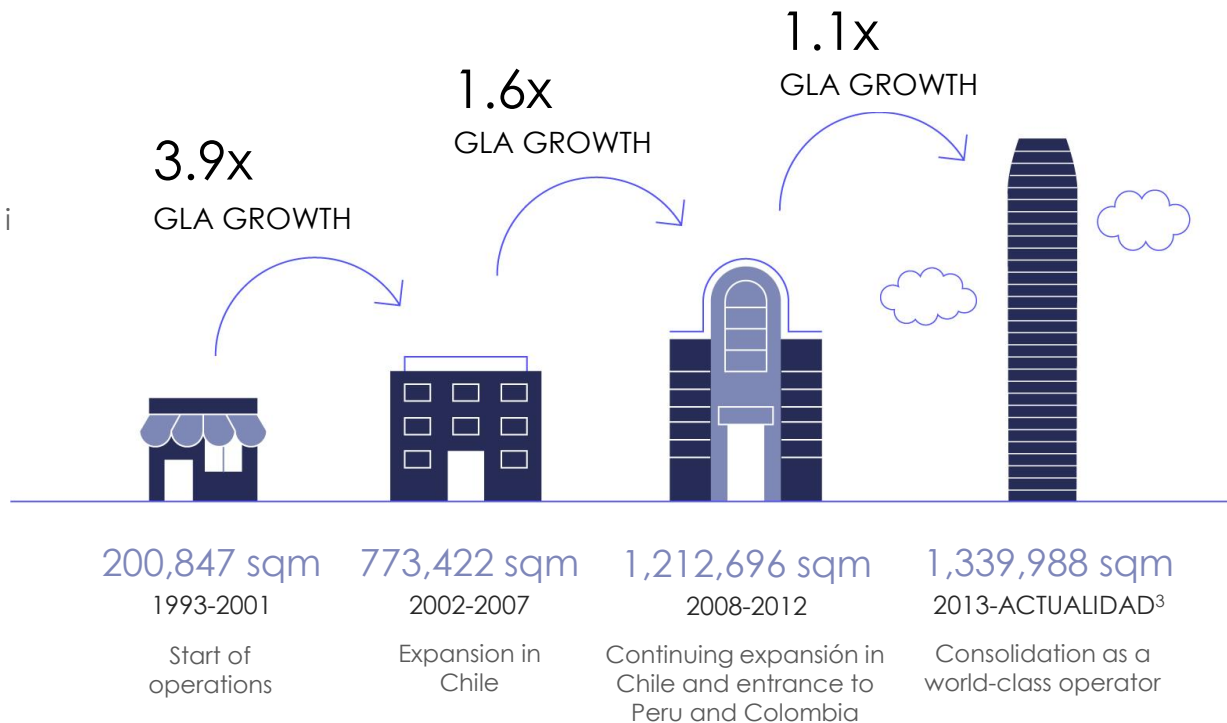 1.1x
GLA GROWTH
1.6x
GLA GROWTH
3.9x
GLA GROWTH
i
200,847 sqm
1993-2001
Start of
operations
773,422 sqm
2002-2007
Expansion in
Chile
1,212,696 sqm
2008-2012
Continuing expansión in
Chile and entrance to
Peru and Colombia
1,339,988 sqm
2013-ACTUALIDAD³
Consolidation as a
world-class operator